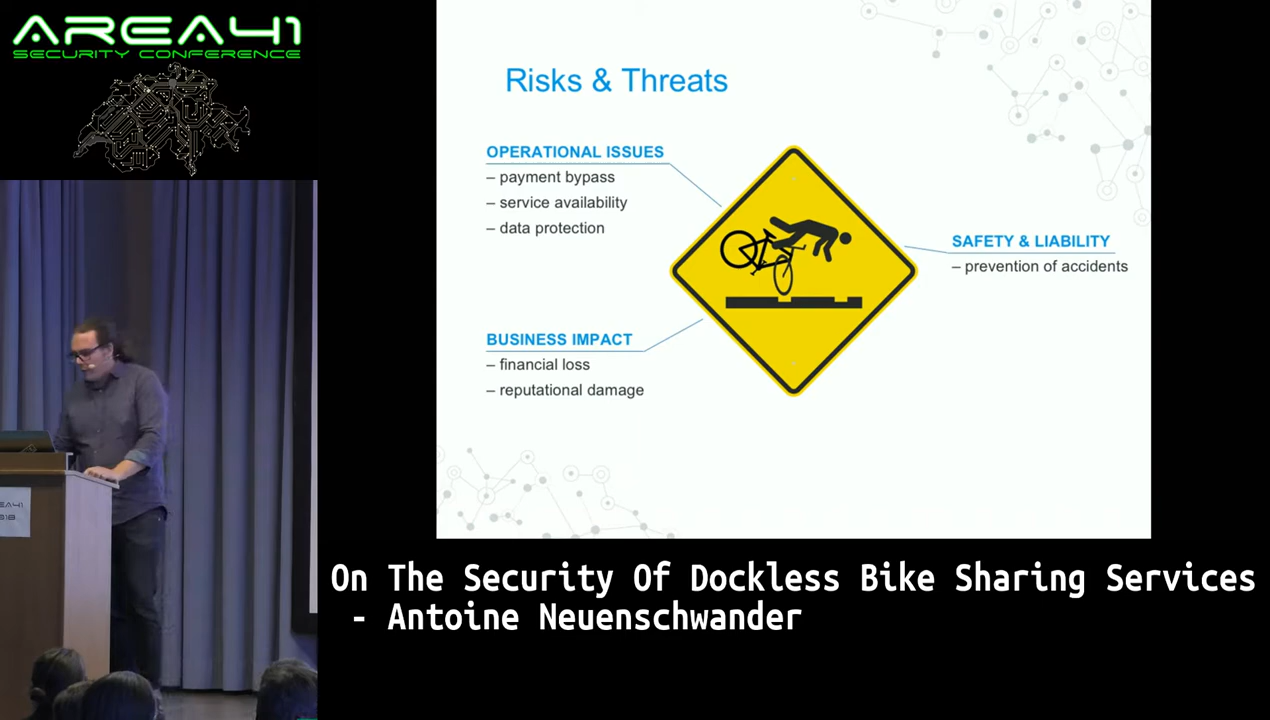 AREA41
SECURITY CONFERENCE
Risks & Threats
OPERATIONAL ISSUES
– payment bypass
– service availability
– data protection
SAFETY & LIABILITY
– prevention of accidents
BUSINESS IMPACT
– financial loss
– reputational damage
On The Security Of Dockless Bike Sharing Services
- Antoine Neuenschwander